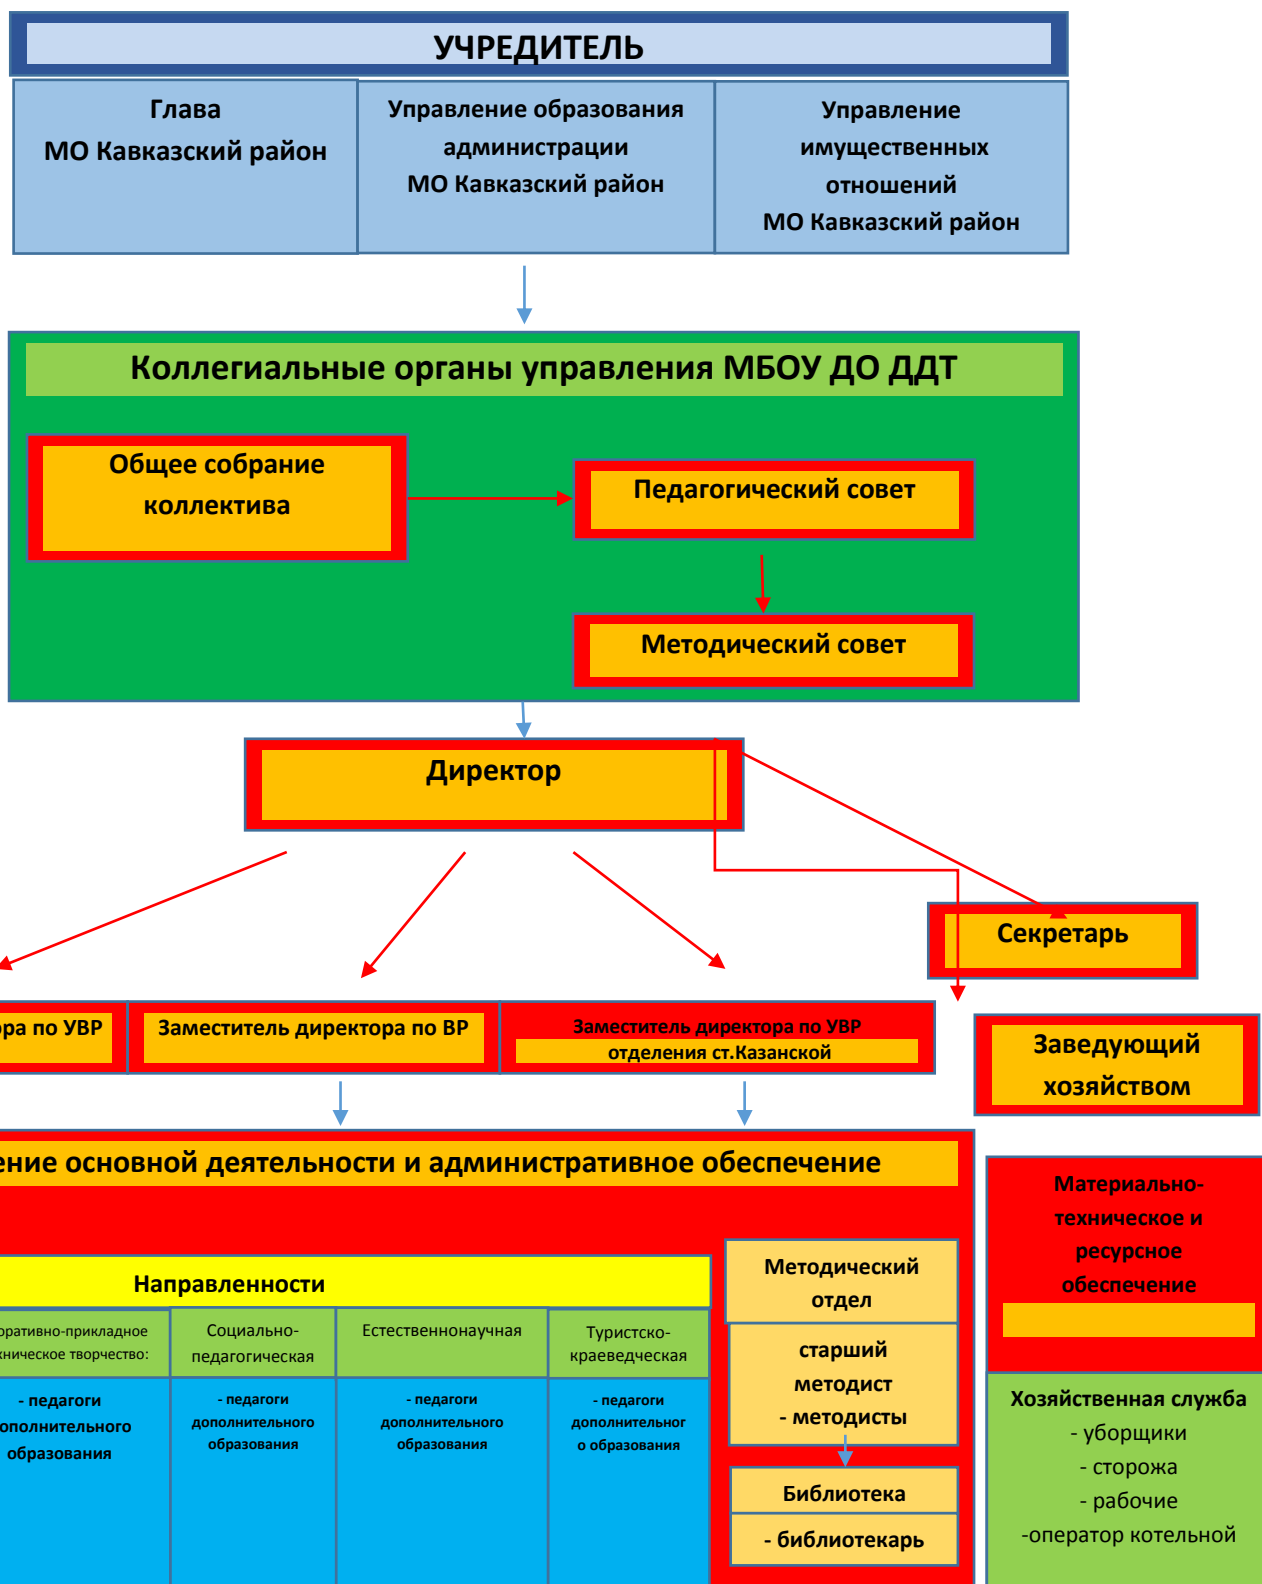 УЧРЕДИТЕЛЬ
Глава
МО Кавказский район
Управление образования
администрации
МО Кавказский район
Управление
имущественных
отношений
МО Кавказский район
Коллегиальные органы управления МБОУ ДО ДДТ
Общее собрание
коллектива
Педагогический совет
Методический совет
Директор
Секретарь
ора по УВР
Заместитель директора по ВР
Заместитель директора по УВР
отделения ст.Казанской
Заведующий
хозяйством
ение основной деятельности и административное обеспечение
Направленности
оративно-прикладное
хническое творчество:
- педагоги
ополнительного
образования
Социально-
педагогическая
- педагоги
дополнительного
образования
Естественнонаучная
- педагоги
дополнительного
образования
Туристско-
краеведческая
- педагоги
дополнительног
о образования
Методический
отдел
старший
методист
- методисты
Библиотека
- библиотекарь
Материально-
техническое и
ресурсное
обеспечение
Хозяйственная служба
- уборщики
- сторожа
- рабочие
-оператор котельной